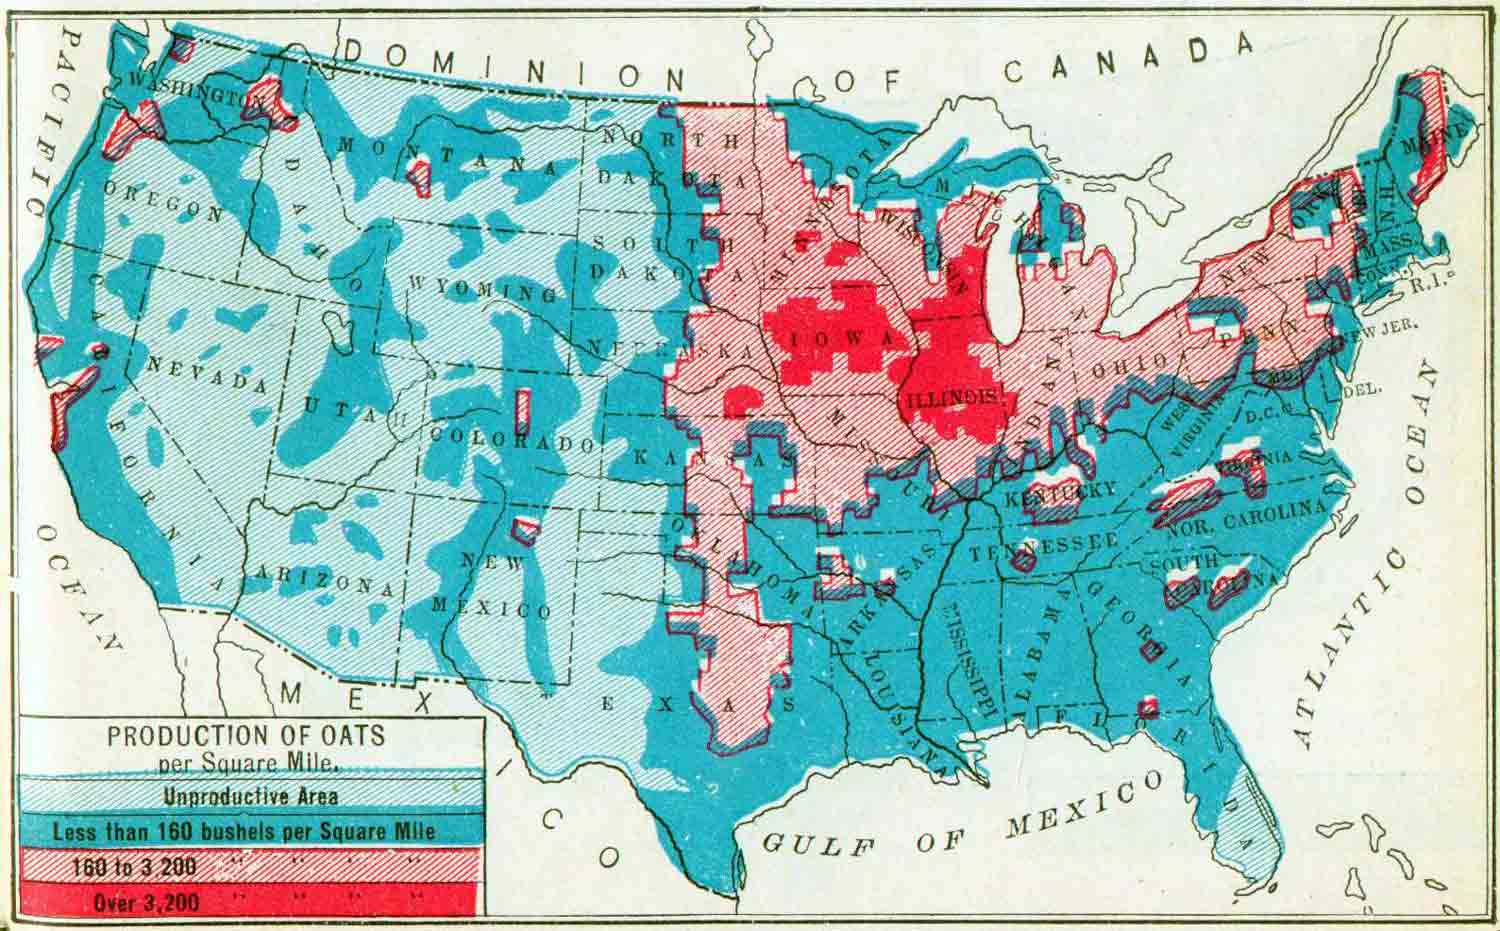 DOMINION OF CANADA
PACIFIC
OCEAN
WASHINGTON
OREGON
CALIFORNIA
NEVADA
IDAHO
MONTANA
WYOMING
UTAH
COLORADO
ARIZONA
NEW
MEXICO
NORTH
DAKOTA
SOUTH
DAKOTA
NEBRASKA
KANSAS
OKLAHOMA
TEXAS
MINNESOTA
IOWA
MISSOURI
ARKANSAS
LOUISIANA
WISCONSIN
ILLINOIS
MICHIGAN
INDIANA
OHIO
KENTUCKY
TENNESSEE
MISSISSIPPI
ALABAMA
GEORGIA
FLORIDA
SOUTH
CAROLINA
NOR. CAROLINA
VIRGINIA
WEST
VIRGINIA
D.C.
MD.
DEL.
NEW JER.
PENN.
NEW YORK
CONN.
R.I.
MASS.
N.H.
MAINE
ATLANTIC OCEAN
GULF OF MEXICO
MEXICO
PRODUCTION OF OATS
per Square Mile.
Unproductive Area
Less than 160 bushels per Square Mile
160 to 3,200 " " " "
Over 3,200 " " " "